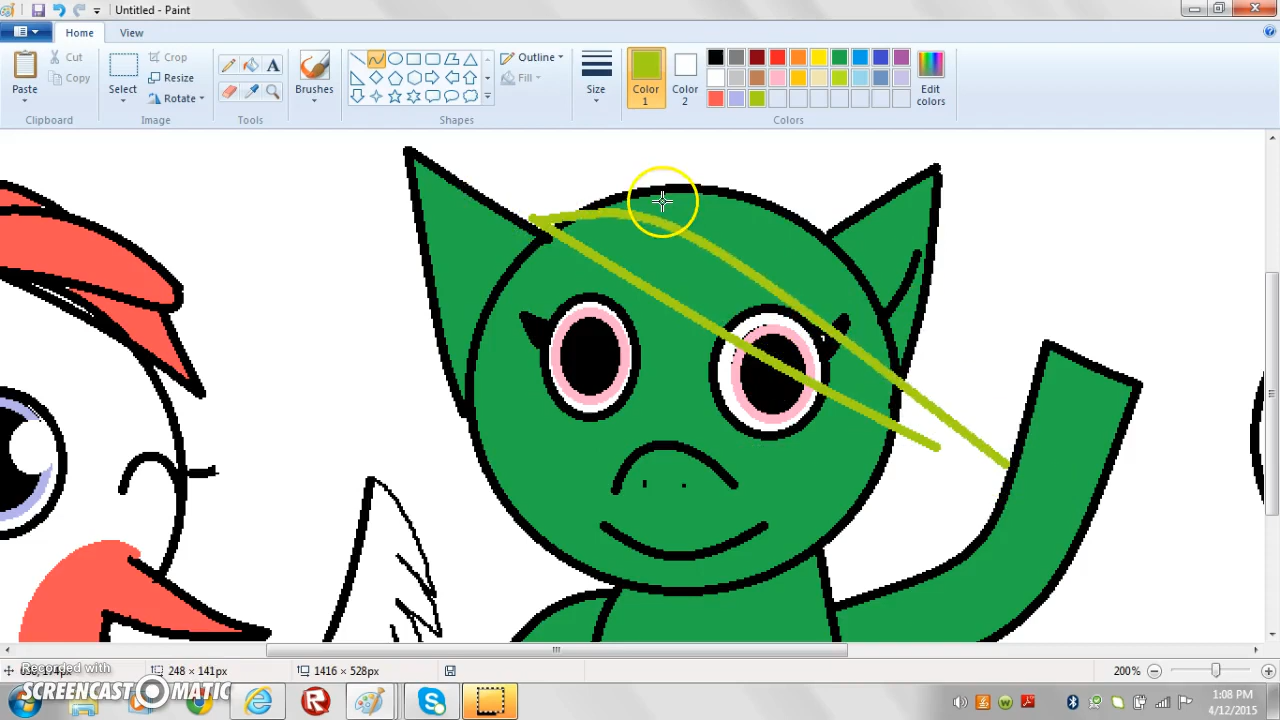 Untitled - Paint
Home
View
Paste
Cut
Copy
Clipboard
Select
Crop
Resize
Rotate
Image
A
Tools
Brushes
Outline
Fill
Shapes
Size
Color 1
Color 2
Edit colors
Colors
248 × 141px
1416 × 528px
200%
Recorded with
SCREENCAST MATIC
1:08 PM
4/12/2015